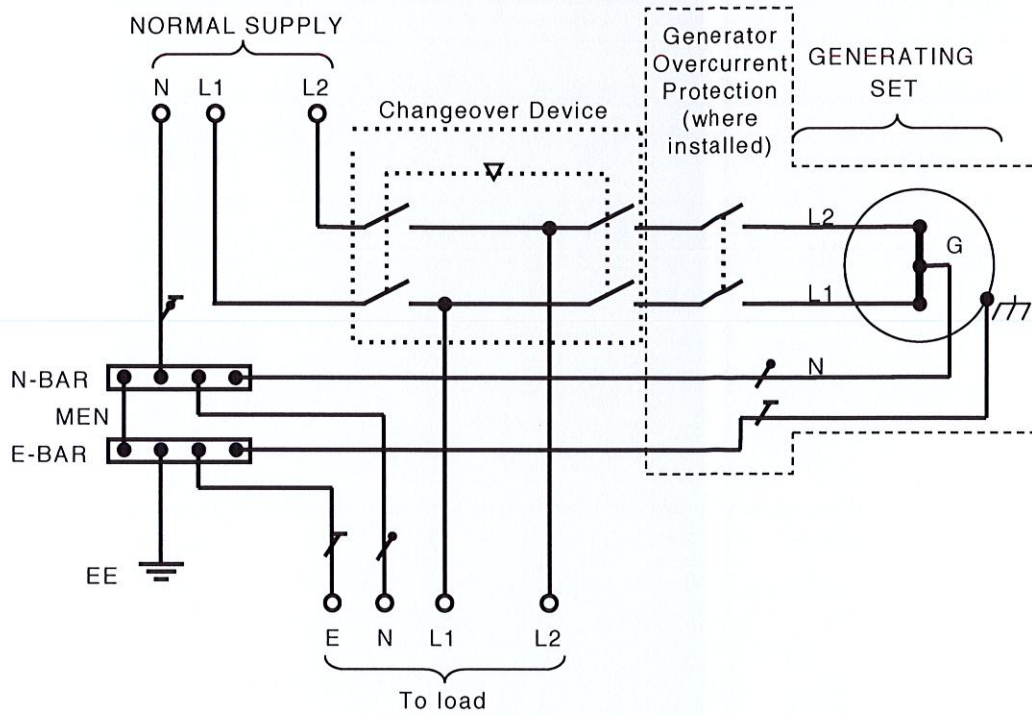 NORMAL SUPPLY
N L1 L2
Changeover Device
Generator
Overcurrent
Protection
(where
installed)
GENERATING
SET
L2
G
L1
N
N-BAR
MEN
E-BAR
EE
E N L1 L2
To load